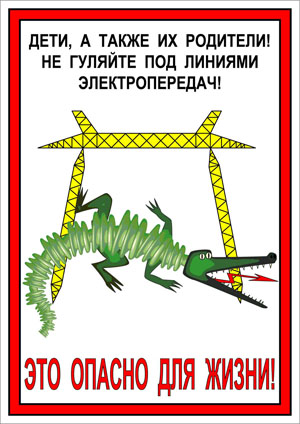 ДЕТИ, А ТАКЖЕ ИХ РОДИТЕЛИ!
НЕ ГУЛЯЙТЕ ПОД ЛИНИЯМИ
ЭЛЕКТРОПЕРЕДАЧ!
ЭТО ОПАСНО ДЛЯ ЖИЗНИ!